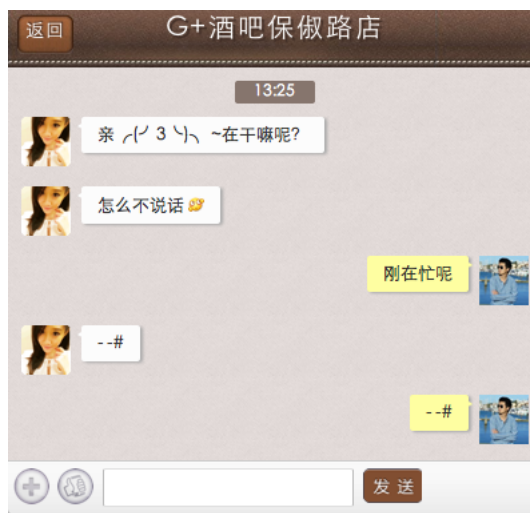 返回
G+酒吧保俶路店
13:25
亲╭(╯3╰)╮~在干嘛呢?
怎么不说话
刚在忙呢
--#
--#
发送